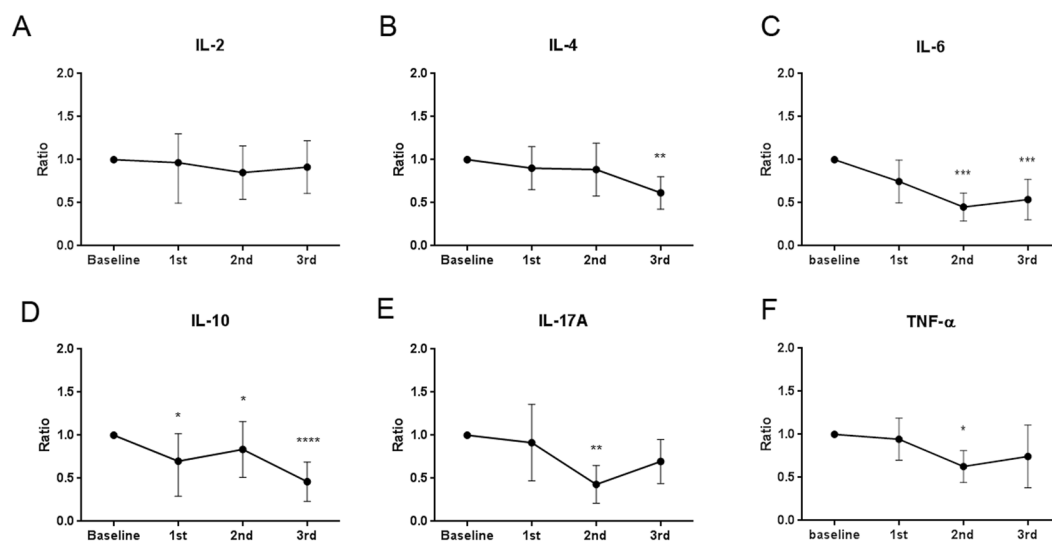 A
IL-2
2.0
1.5
1.0
0.5
0.0
Ratio
Baseline 1st 2nd 3rd
B
IL-4
2.0
1.5
1.0
0.5
0.0
Ratio
**
Baseline 1st 2nd 3rd
C
IL-6
2.0
1.5
1.0
0.5
0.0
Ratio
***
***
baseline 1st 2nd 3rd
D
IL-10
2.0
1.5
1.0
0.5
0.0
Ratio
*
*
****
Baseline 1st 2nd 3rd
E
IL-17A
2.0
1.5
1.0
0.5
0.0
Ratio
**
Baseline 1st 2nd 3rd
F
TNF-α
2.0
1.5
1.0
0.5
0.0
Ratio
*
baseline 1st 2nd 3rd